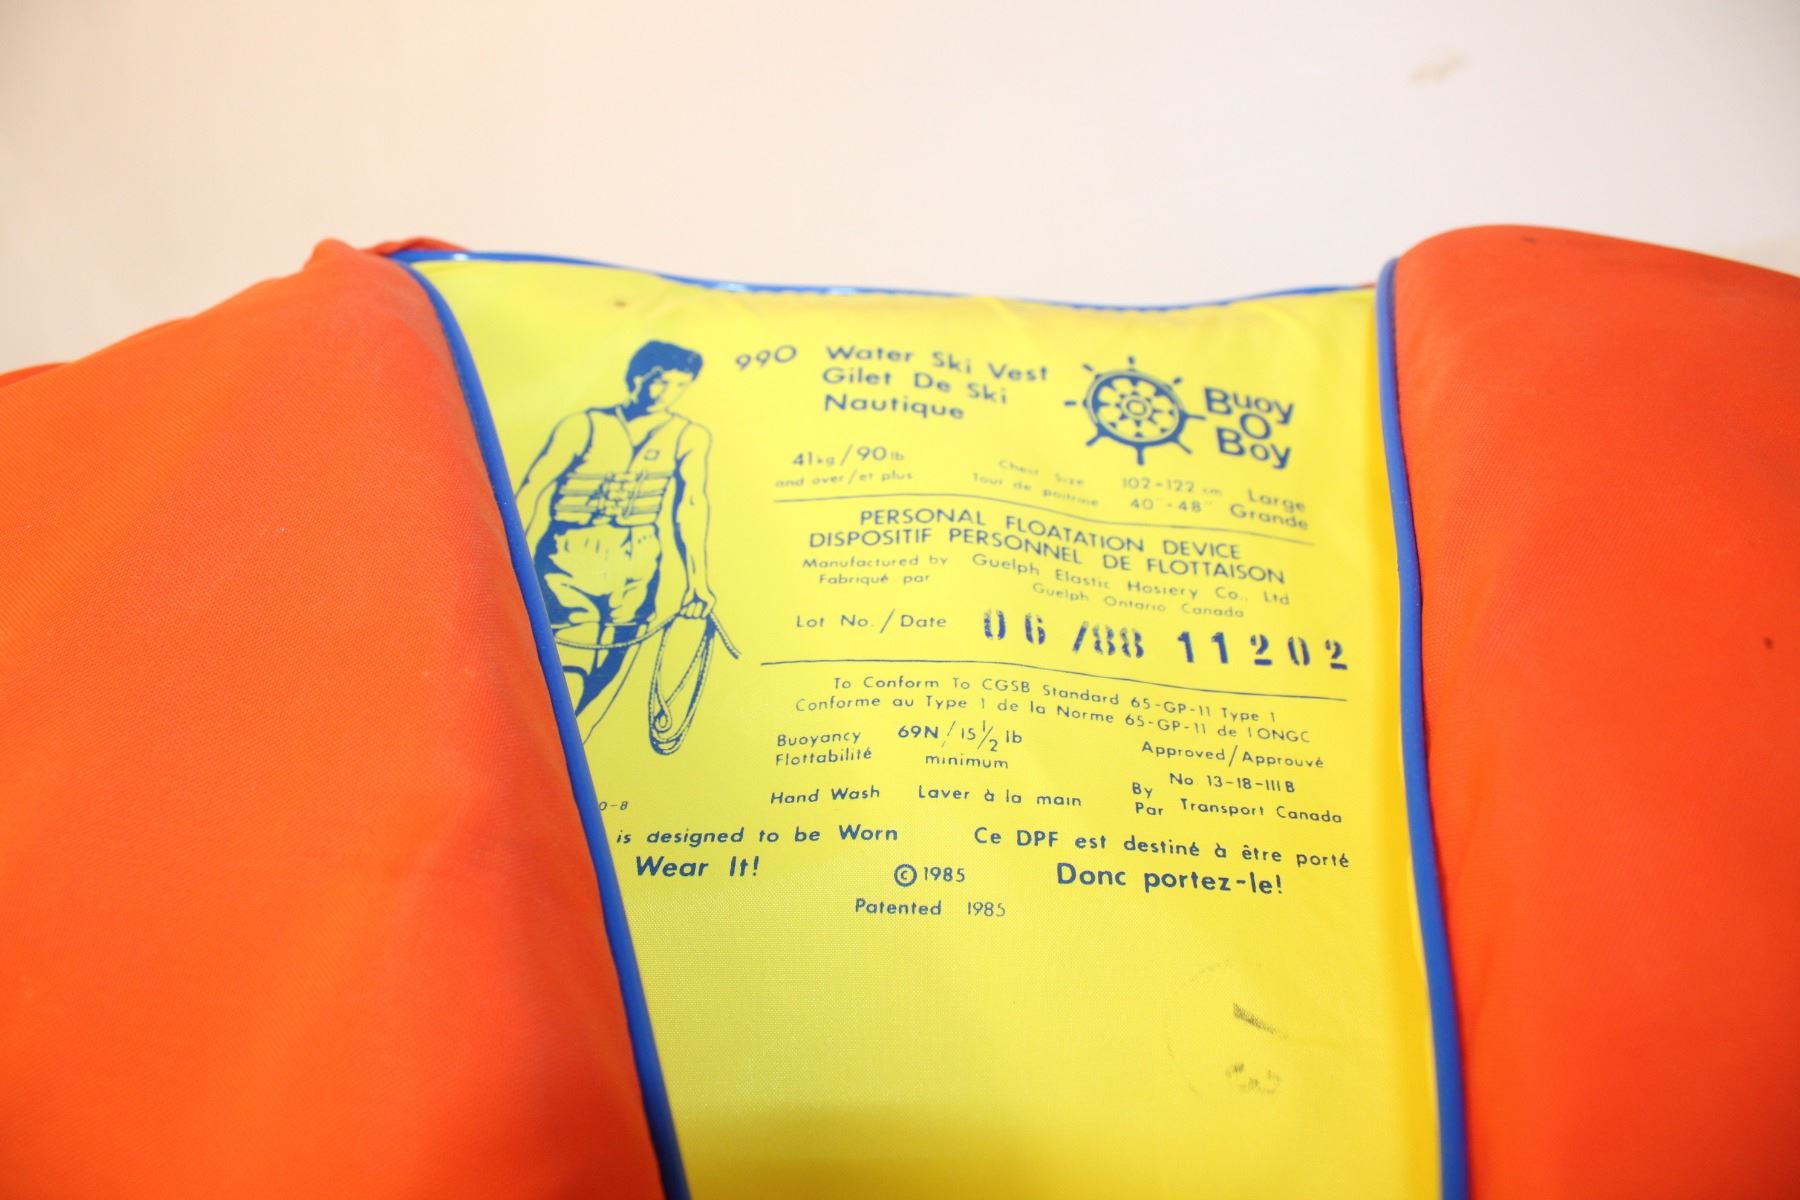 990 Water Ski Vest
Gilet De Ski
Nautique
Buoy
O
Boy
41kg/90lb
and over/et plus
Chest Size 102-122 cm Large
Tour de poitrine 40"-48" Grande
PERSONAL FLOATATION DEVICE
DISPOSITIF PERSONNEL DE FLOTTAISON
Manufactured by Guelph Elastic Hosiery Co., Ltd
Fabriqué par Guelph Ontario Canada
Lot No./Date 06 /88 11202
To Conform To CGSB Standard 65-GP-11 Type 1
Conforme au Type 1 de la Norme 65-GP-11 de IONGC
Buoyancy 69N/15½ lb
Flottabilité minimum
Approved/Approuvé
No 13-18-111B
By
Par Transport Canada
Hand Wash Laver à la main
0-8
is designed to be Worn
Wear It!
Ce DPF est destiné à être porté
Donc portez-le!
© 1985
Patented 1985